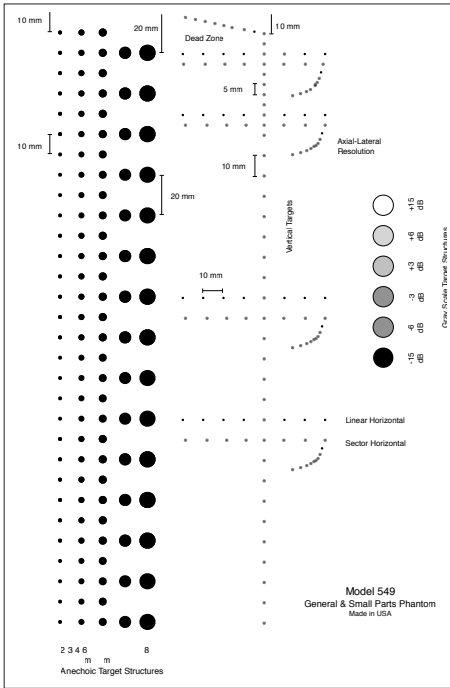 10 mm
20 mm
10 mm
Dead Zone
5 mm
10 mm
Axial-Lateral
Resolution
10 mm
20 mm
Vertical Targets
10 mm
+15
dB
+6
dB
+3
dB
-3
dB
-6
dB
-15
dB
Gray Scale Target Structures
Linear Horizontal
Sector Horizontal
Model 549
General & Small Parts Phantom
Made in USA
2 3 4 6 8
m m
Anechoic Target Structures